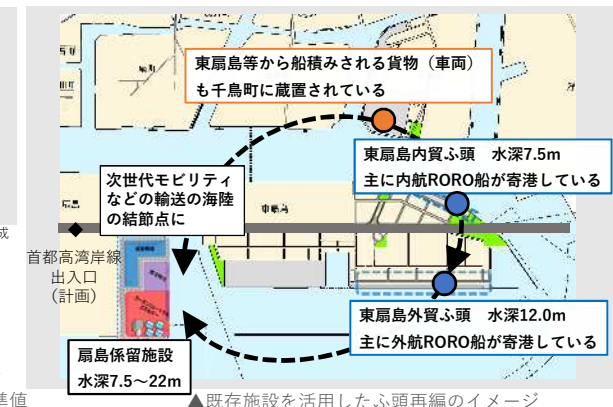 東扇島等から船積みされる貨物（車両）
も千鳥町に蔵置されている
東扇島内貿ふ頭　水深7.5m
主に内航RORO船が寄港している
次世代モビリティ
などの輸送の海陸
の結節点に
東扇島
成
首都高湾岸線
出入口
（計画）
東扇島外貿ふ頭　水深12.0m
主に外航RORO船が寄港している
扇島係留施設
水深7.5～22m
準値
▲既存施設を活用したふ頭再編のイメージ